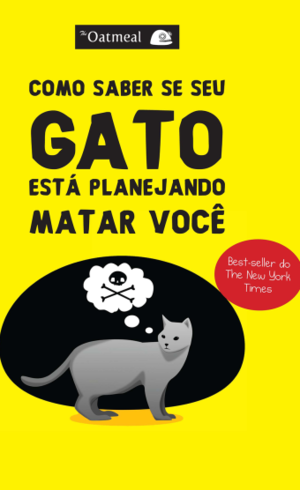 The Oatmeal
COMO SABER SE SEU
GATO
ESTÁ PLANEJANDO
MATAR VOCÊ
Best-seller do
The New York
Times